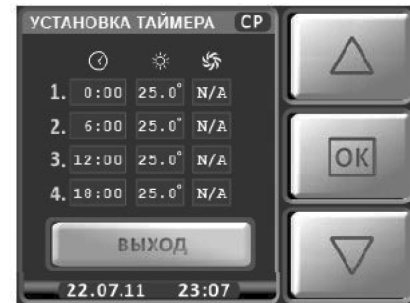 УСТАНОВКА ТАЙМЕРА СР
1. 0:00 25.0° N/A
2. 6:00 25.0° N/A
3. 12:00 25.0° N/A
4. 18:00 25.0° N/A
ВЫХОД
22.07.11 23:07
OK